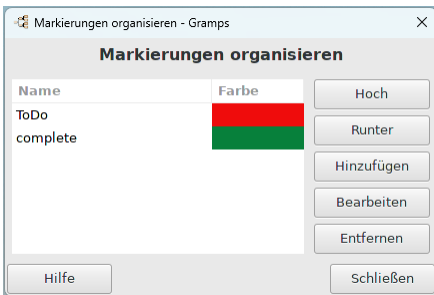 Markierungen organisieren - Gramps
Markierungen organisieren
Name Farbe
ToDo
complete
Hoch
Runter
Hinzufügen
Bearbeiten
Entfernen
Hilfe Schließen